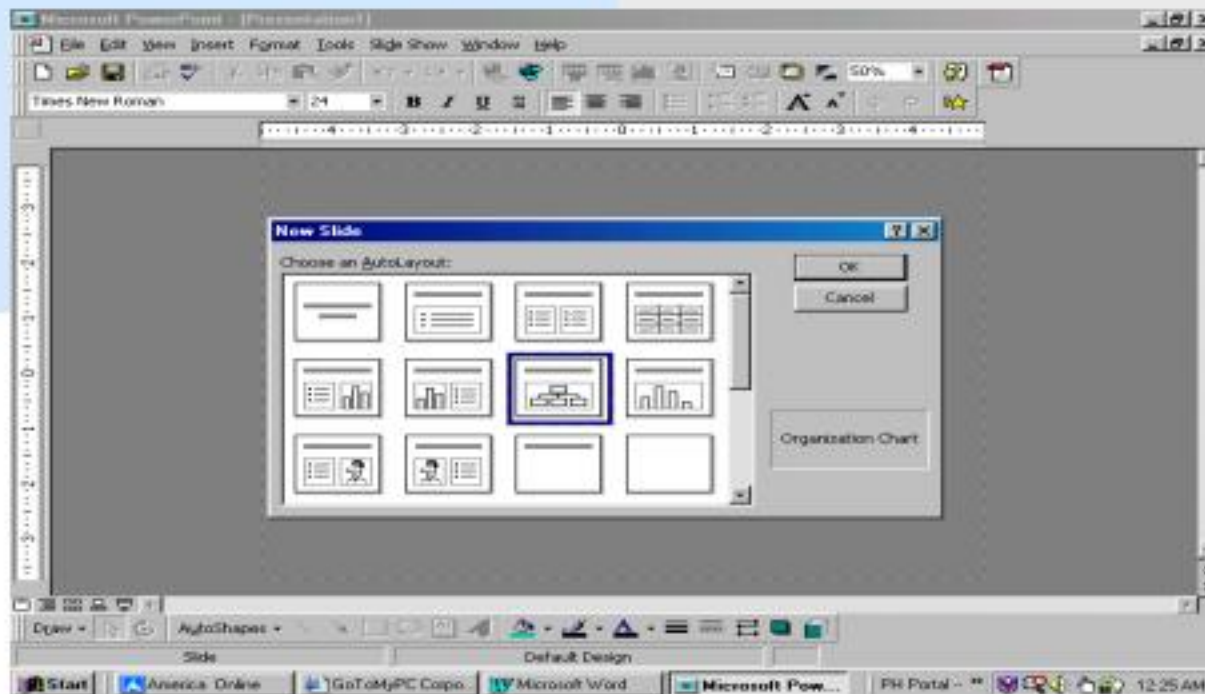 Microsoft PowerPoint - [Presentation1]
File Edit View Insert Format Tools Slide Show Window Help
50%
Times New Roman 24 B I U S
New Slide
Choose an AutoLayout:
OK
Cancel
Organization Chart
Draw AutoShapes
Slide Default Design
Start America Online GoToMyPC Corpo... Microsoft Word Microsoft Pow... PH Portal - 12:25 AM